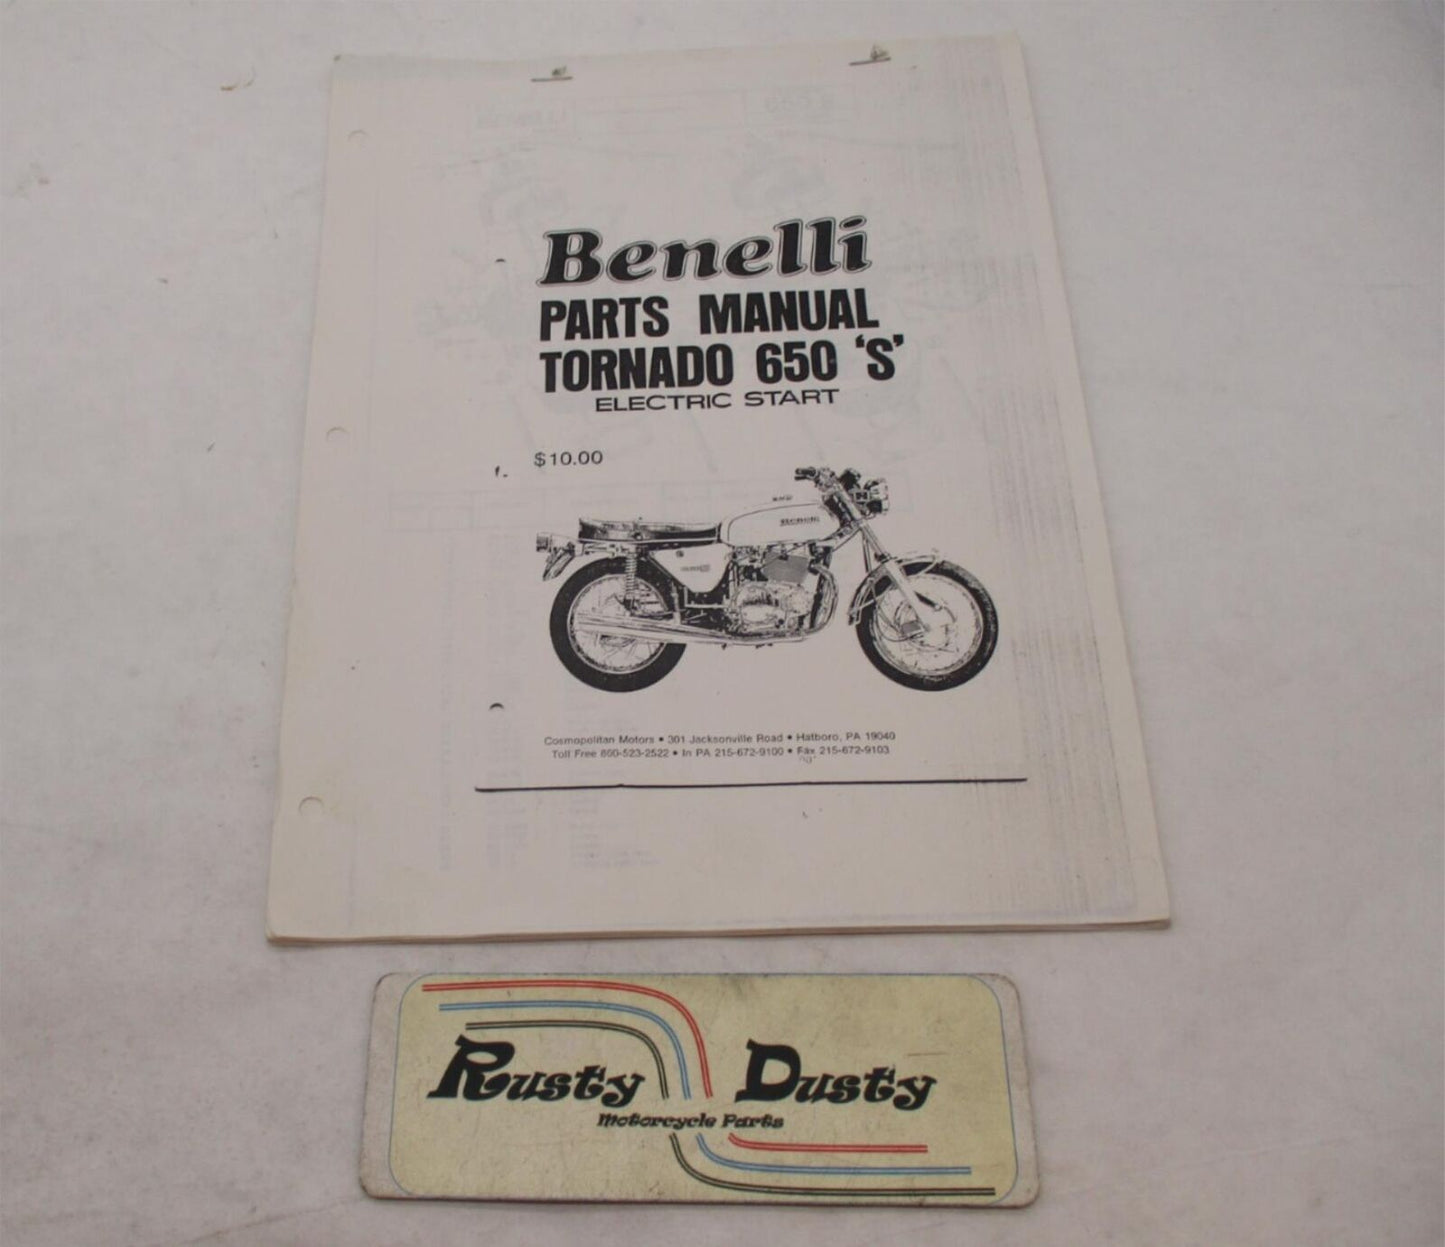 Benelli
PARTS MANUAL
TORNADO 650 'S'
ELECTRIC START
$10.00
Benelli
Cosmopolitan Motors • 301 Jacksonville Road • Hatboro, PA 19040
Toll Free 800-523-2522 • In PA 215-672-9100 • Fax 215-672-9103
Rusty Dusty
Motorcycle Parts